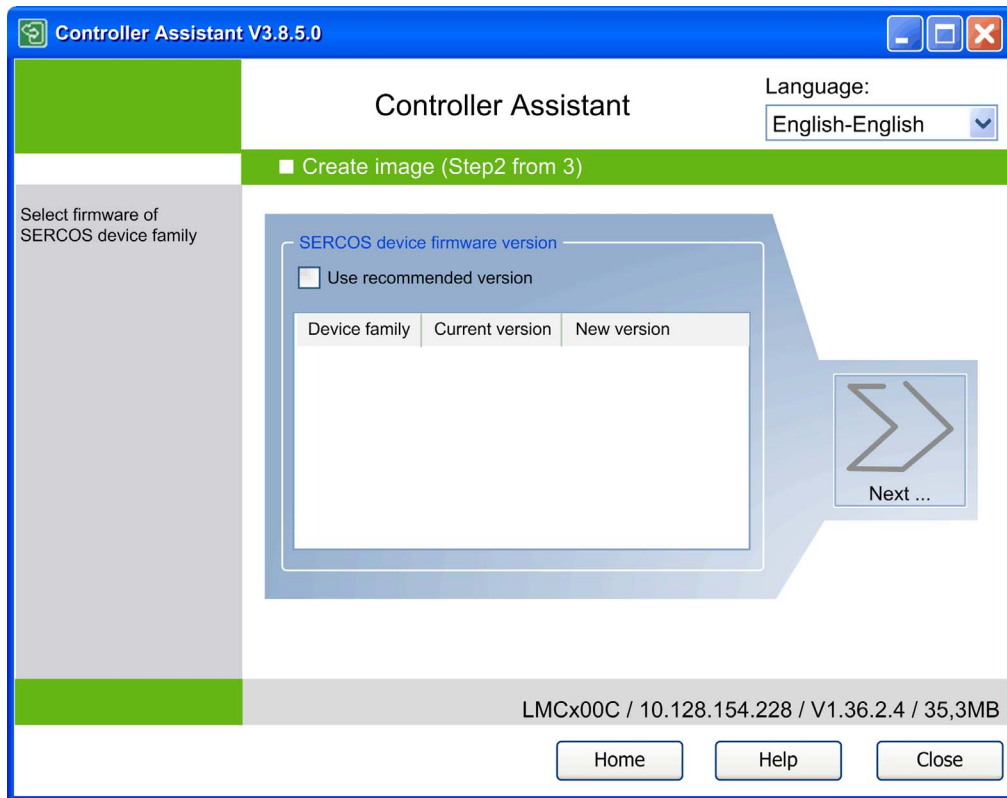 Controller Assistant V3.8.5.0
Controller Assistant
Language:
English-English
Create image (Step2 from 3)
Select firmware of
SERCOS device family
SERCOS device firmware version
Use recommended version
Device family Current version New version
Next ...
LMCx00C / 10.128.154.228 / V1.36.2.4 / 35,3MB
Home Help Close